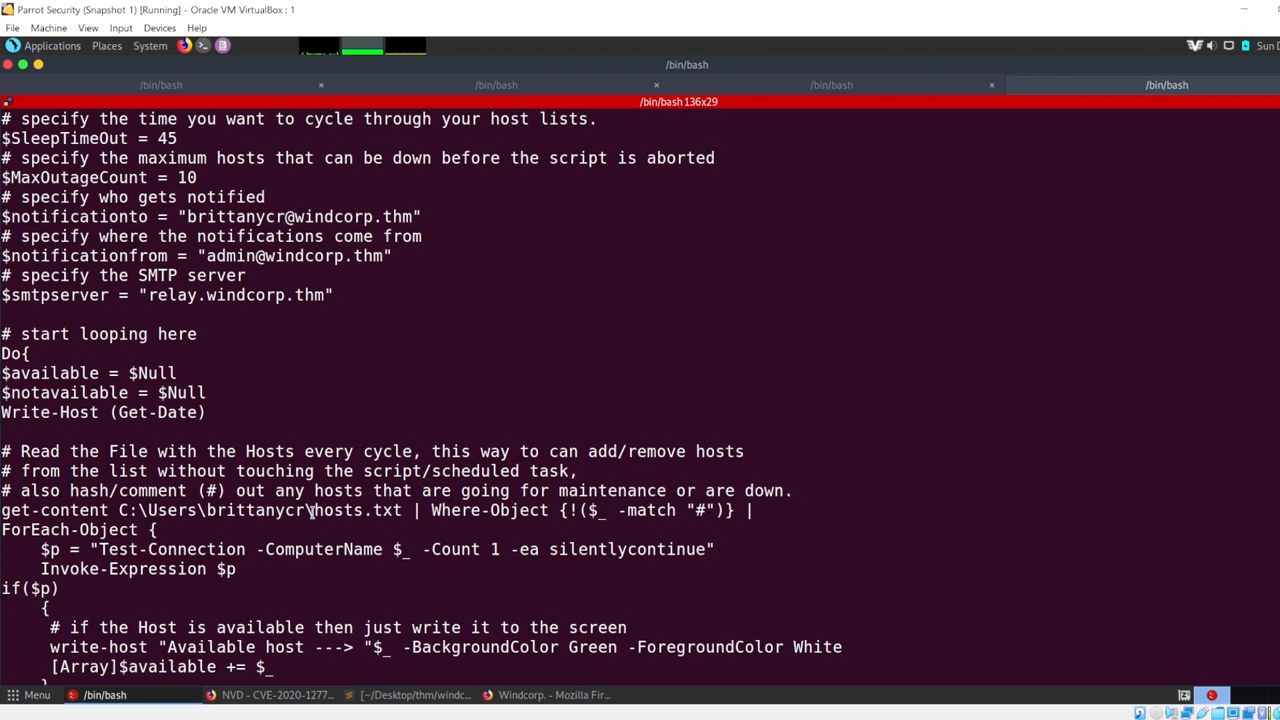 Parrot Security (Snapshot 1) [Running] - Oracle VM VirtualBox : 1
File Machine View Input Devices Help
Applications Places System Sun D
/bin/bash
/bin/bash × /bin/bash × /bin/bash × /bin/bash
/bin/bash 136x29
# specify the time you want to cycle through your host lists.
$SleepTimeOut = 45
# specify the maximum hosts that can be down before the script is aborted
$MaxOutageCount = 10
# specify who gets notified
$notificationto = "brittanycr@windcorp.thm"
# specify where the notifications come from
$notificationfrom = "admin@windcorp.thm"
# specify the SMTP server
$smtpserver = "relay.windcorp.thm"
# start looping here
Do{
$available = $Null
$notavailable = $Null
Write-Host (Get-Date)
# Read the File with the Hosts every cycle, this way to can add/remove hosts
# from the list without touching the script/scheduled task,
# also hash/comment (#) out any hosts that are going for maintenance or are down.
get-content C:\Users\brittanycr\hosts.txt | Where-Object {!($_ -match "#")} |
ForEach-Object {
    $p = "Test-Connection -ComputerName $_ -Count 1 -ea silentlycontinue"
    Invoke-Expression $p
if($p)
    {
     # if the Host is available then just write it to the screen
     write-host "Available host ---> "$_ -BackgroundColor Green -ForegroundColor White
     [Array]$available += $_
Menu /bin/bash NVD - CVE-2020-1277... [~/Desktop/thm/windc... Windcorp. - Mozilla Fir...